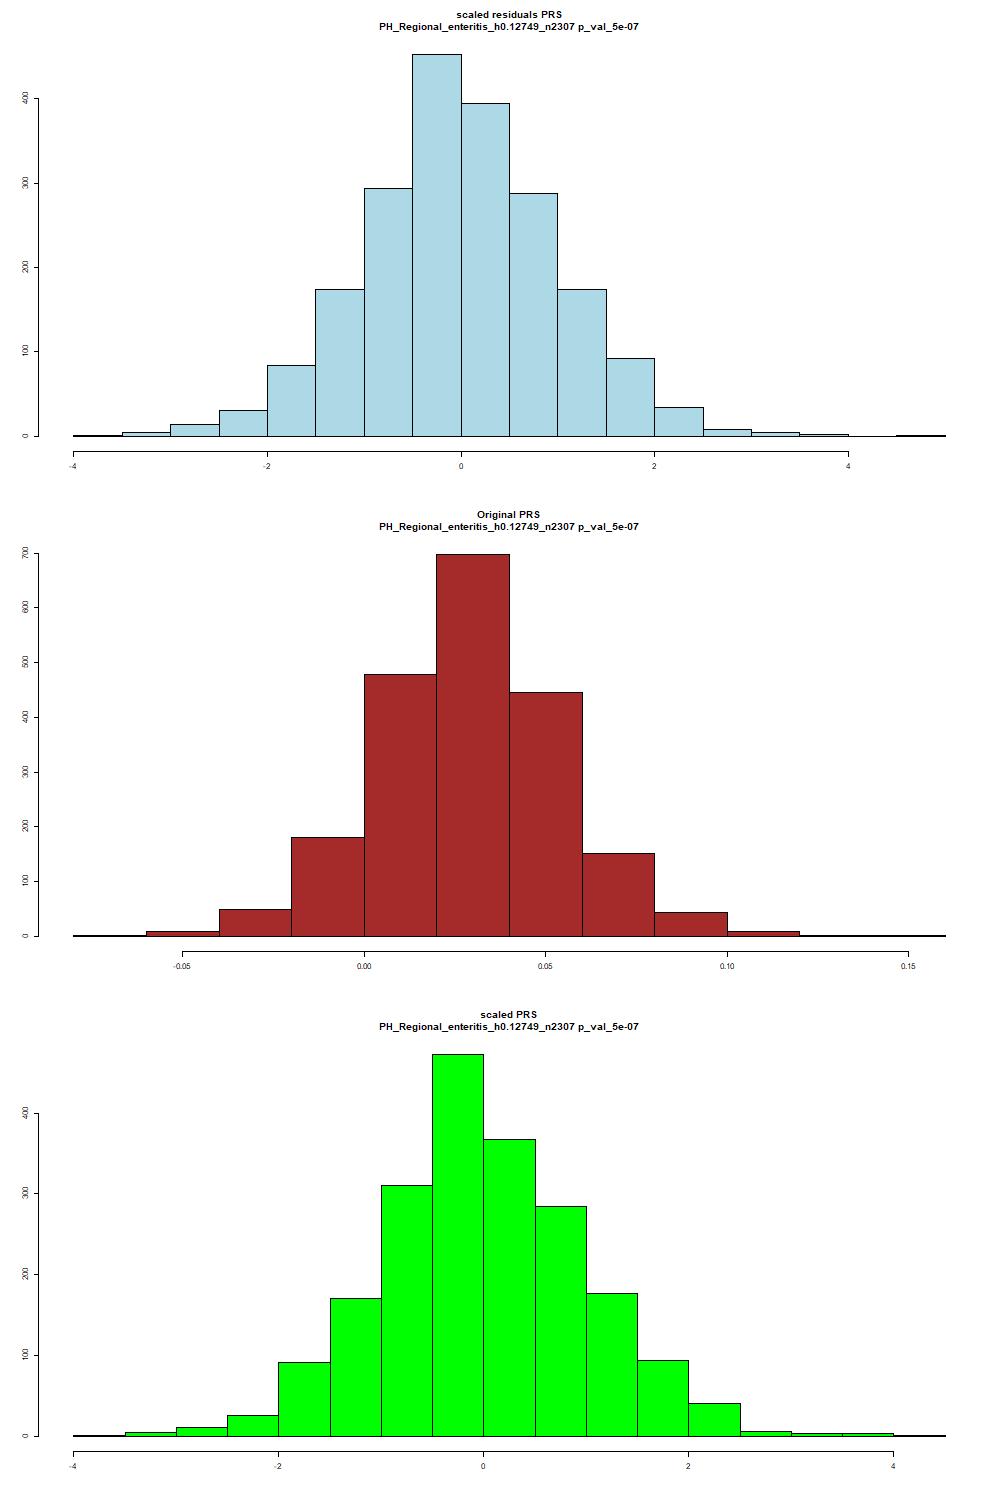 scaled residuals PRS
PH_Regional_enteritis_h0.12749_n2307 p_val_5e-07
400
300
200
100
0
-4 -2 0 2 4
Original PRS
PH_Regional_enteritis_h0.12749_n2307 p_val_5e-07
700
600
500
400
300
200
100
0
-0.05 0.00 0.05 0.10 0.15
scaled PRS
PH_Regional_enteritis_h0.12749_n2307 p_val_5e-07
400
300
200
100
0
-4 -2 0 2 4